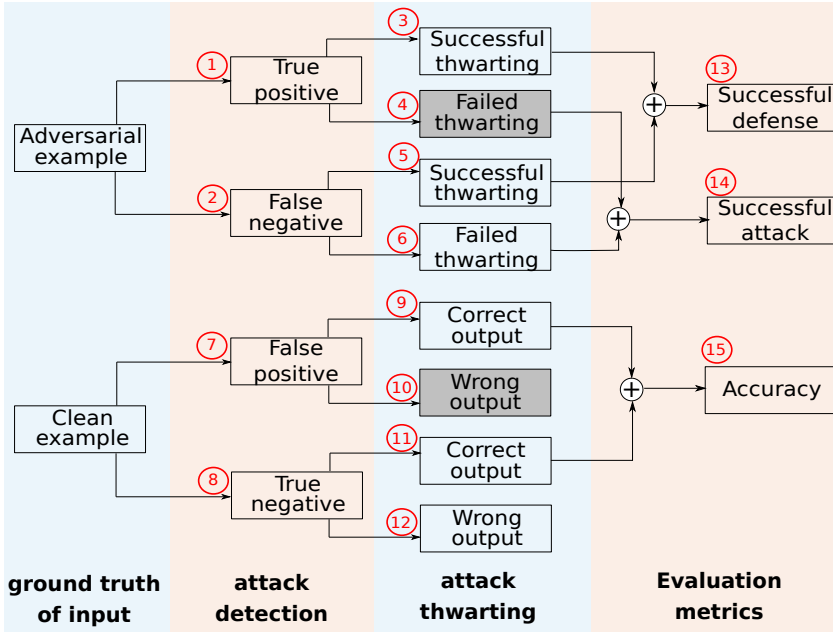 3
Successful
thwarting
1
True
positive
4
Failed
thwarting
13
Successful
defense
Adversarial
example
5
Successful
thwarting
2
False
negative
14
Successful
attack
6
Failed
thwarting
9
Correct
output
7
False
positive
15
Accuracy
10
Wrong
output
Clean
example
11
Correct
output
8
True
negative
12
Wrong
output
ground truth
of input
attack
detection
attack
thwarting
Evaluation
metrics